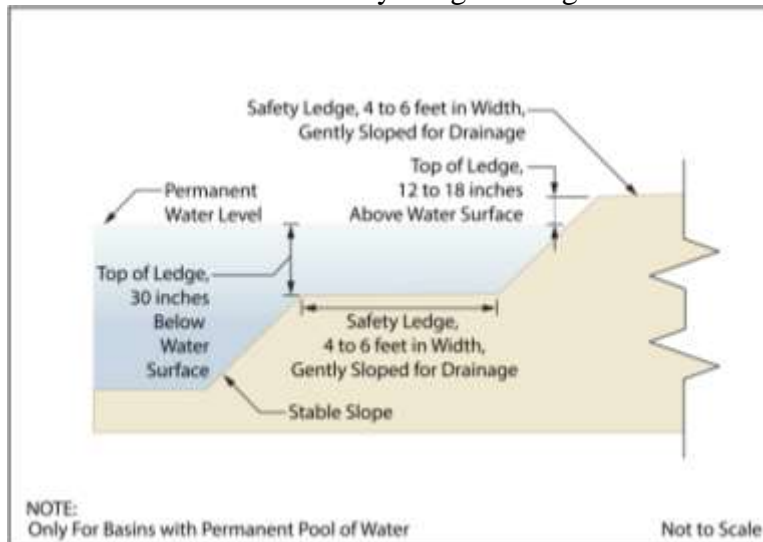 Safety Ledge, 4 to 6 feet in Width,
Gently Sloped for Drainage
Top of Ledge,
12 to 18 inches
Above Water Surface
Permanent
Water Level
Top of Ledge,
30 inches
Below
Water
Surface
Safety Ledge,
4 to 6 feet in Width,
Gently Sloped for Drainage
Stable Slope
NOTE:
Only For Basins with Permanent Pool of Water
Not to Scale